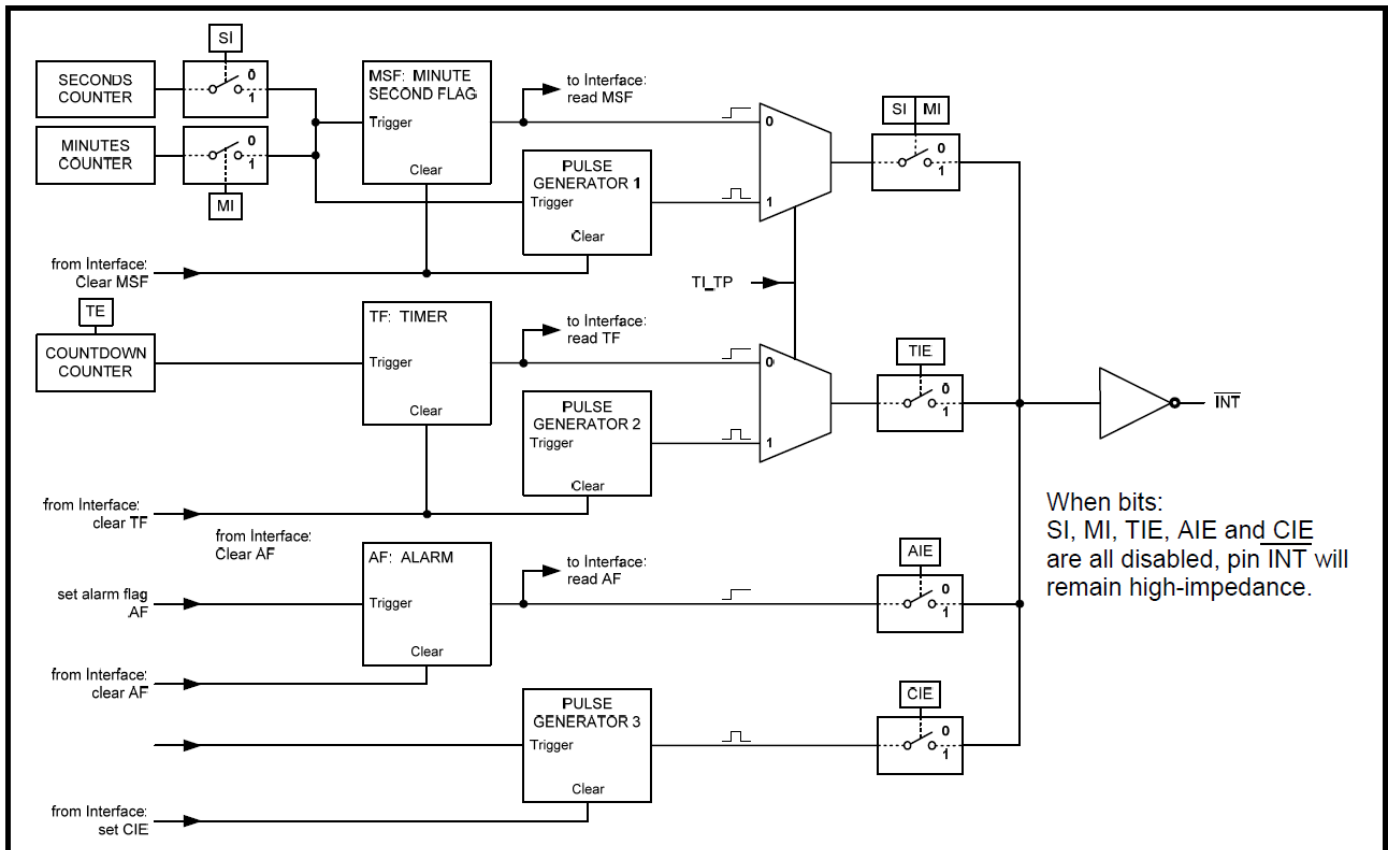 SI
SECONDS
COUNTER
0
1
MINUTES
COUNTER
0
1
MI
MSF: MINUTE
SECOND FLAG
Trigger
Clear
to Interface:
read MSF
PULSE
GENERATOR 1
Trigger
Clear
0
1
SI MI
0
1
from Interface:
Clear MSF
TI_TP
TE
COUNTDOWN
COUNTER
TF: TIMER
Trigger
Clear
to Interface:
read TF
PULSE
GENERATOR 2
Trigger
Clear
0
1
TIE
0
1
INT
from Interface:
clear TF
from Interface:
Clear AF
When bits:
SI, MI, TIE, AIE and CIE
are all disabled, pin INT will
remain high-impedance.
set alarm flag
AF
AF: ALARM
Trigger
Clear
to Interface:
read AF
AIE
0
1
from Interface:
clear AF
PULSE
GENERATOR 3
Trigger
Clear
CIE
0
1
from Interface:
set CIE